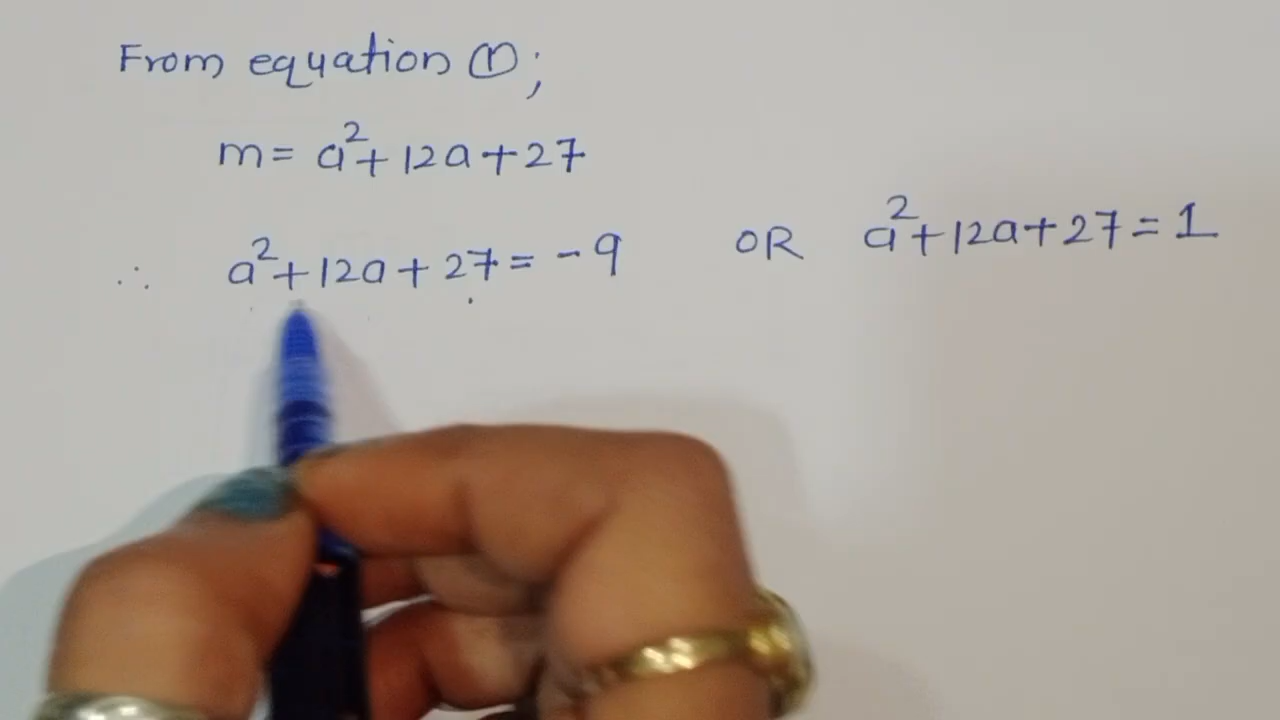 From equation ①;
m = a² + 12a + 27
∴ a² + 12a + 27 = -9 OR a² + 12a + 27 = 1